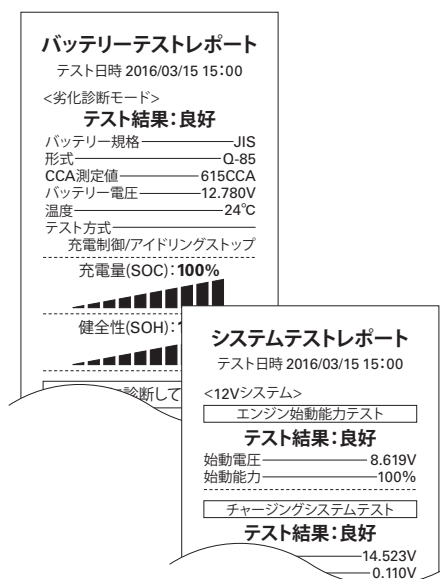 バッテリーテストレポート
テスト日時 2016/03/15 15:00
<劣化診断モード>
テスト結果：良好
バッテリー規格 JIS
形式 Q-85
CCA測定値 615CCA
バッテリー電圧 12.780V
温度 24℃
テスト方式
充電制御/アイドリングストップ
充電量(SOC)：100%
健全性(SOH)：1
診断して
システムテストレポート
テスト日時 2016/03/15 15:00
<12Vシステム>
エンジン始動能力テスト
テスト結果：良好
始動電圧 8.619V
始動能力 100%
チャージングシステムテスト
テスト結果：良好
14.523V
0.110V